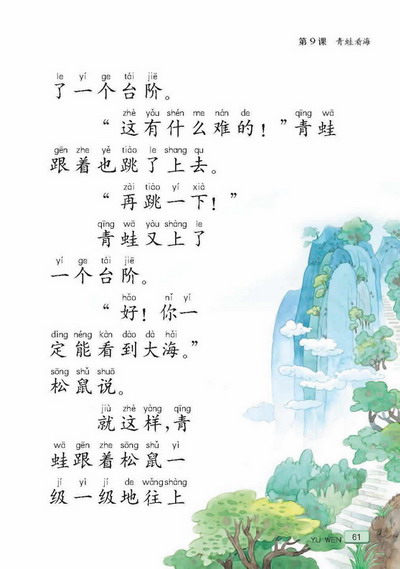 第9课 青蛙看海
le yí ge tái jiē
了一个台阶。
zhè yǒu shén me nán de qīng wā
“这有什么难的！”青蛙
gēn zhe yě tiào le shang qu
跟着也跳了上去。
zài tiào yí xià
“再跳一下！”
qīng wā yòu shàng le
青蛙又上了
yí ge tái jiē
一个台阶。
hǎo nǐ yí
“好！你一
dìng néng kàn dào dà hǎi
定能看到大海。”
sōng shǔ shuō
松鼠说。
jiù zhè yàng qīng
就这样，青
wā gēn zhe sōng shǔ yì
蛙跟着松鼠一
jí yì jí de wǎng shàng
级一级地往上
YU WEN 61